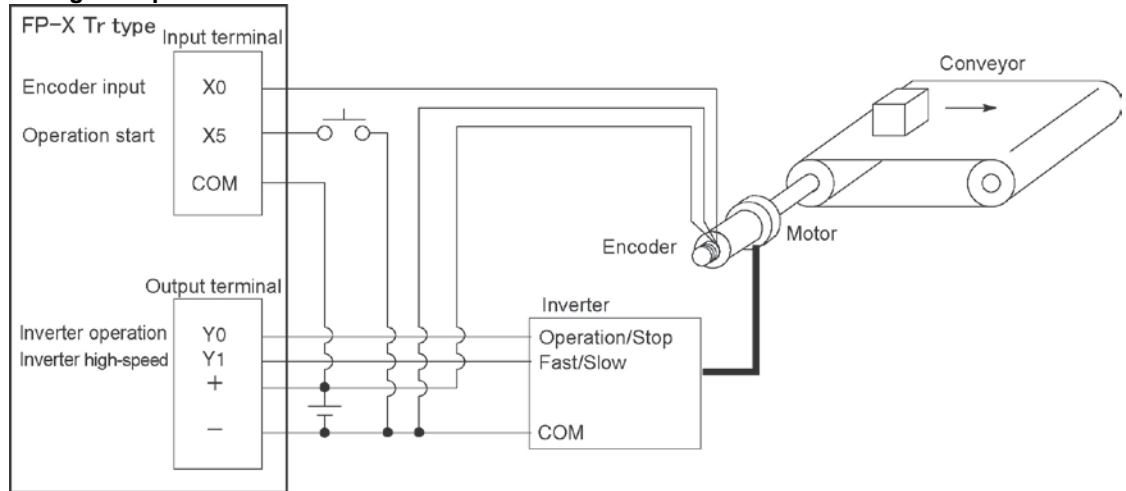 FP-X Tr type
Input terminal
Encoder input
X0
Operation start
X5
COM
Output terminal
Inverter operation
Y0
Inverter high-speed
Y1
+
−
Conveyor
Encoder
Motor
Inverter
Operation/Stop
Fast/Slow
COM